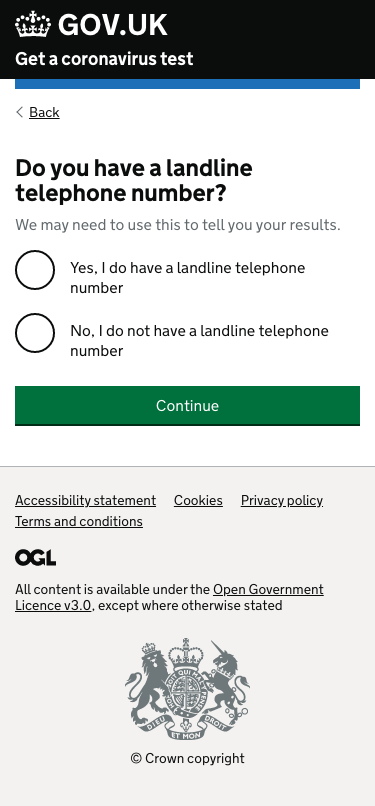 GOV.UK
Get a coronavirus test
Back
Do you have a landline
telephone number?
We may need to use this to tell you your results.
Yes, I do have a landline telephone
number
No, I do not have a landline telephone
number
Continue
Accessibility statement Cookies Privacy policy
Terms and conditions
OGL
All content is available under the Open Government
Licence v3.0, except where otherwise stated
DIEU ET MON DROIT
© Crown copyright